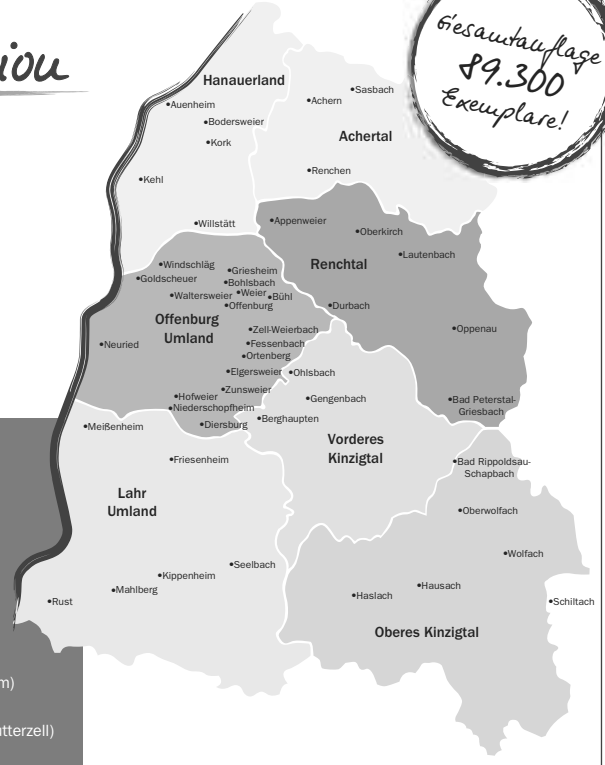 Gesamtauflage
89.300
Exemplare!
Hanauerland
•Auenheim
•Bodersweier
•Kork
•Kehl
•Willstätt
•Sasbach
•Achern
Achertal
•Renchen
•Appenweier
•Oberkirch
•Lautenbach
Renchtal
•Durbach
•Oppenau
•Bad Peterstal-
Griesbach
•Windschläg
•Goldscheuer
•Griesheim
•Bohlsbach
•Waltersweier
•Weier
•Bühl
•Offenburg
Offenburg
Umland
•Neuried
•Zell-Weierbach
•Fessenbach
•Ortenberg
•Elgersweier
•Zunsweier
•Hofweier
•Niederschopfheim
•Diersburg
•Ohlsbach
•Gengenbach
•Berghaupten
Vorderes
Kinzigtal
•Meißenheim
•Friesenheim
Lahr
Umland
•Seelbach
•Kippenheim
•Mahlberg
•Rust
•Bad Rippoldsau-
Schapbach
•Oberwolfach
•Wolfach
•Hausach
•Haslach
•Schiltach
Oberes Kinzigtal
m)
utterzell)